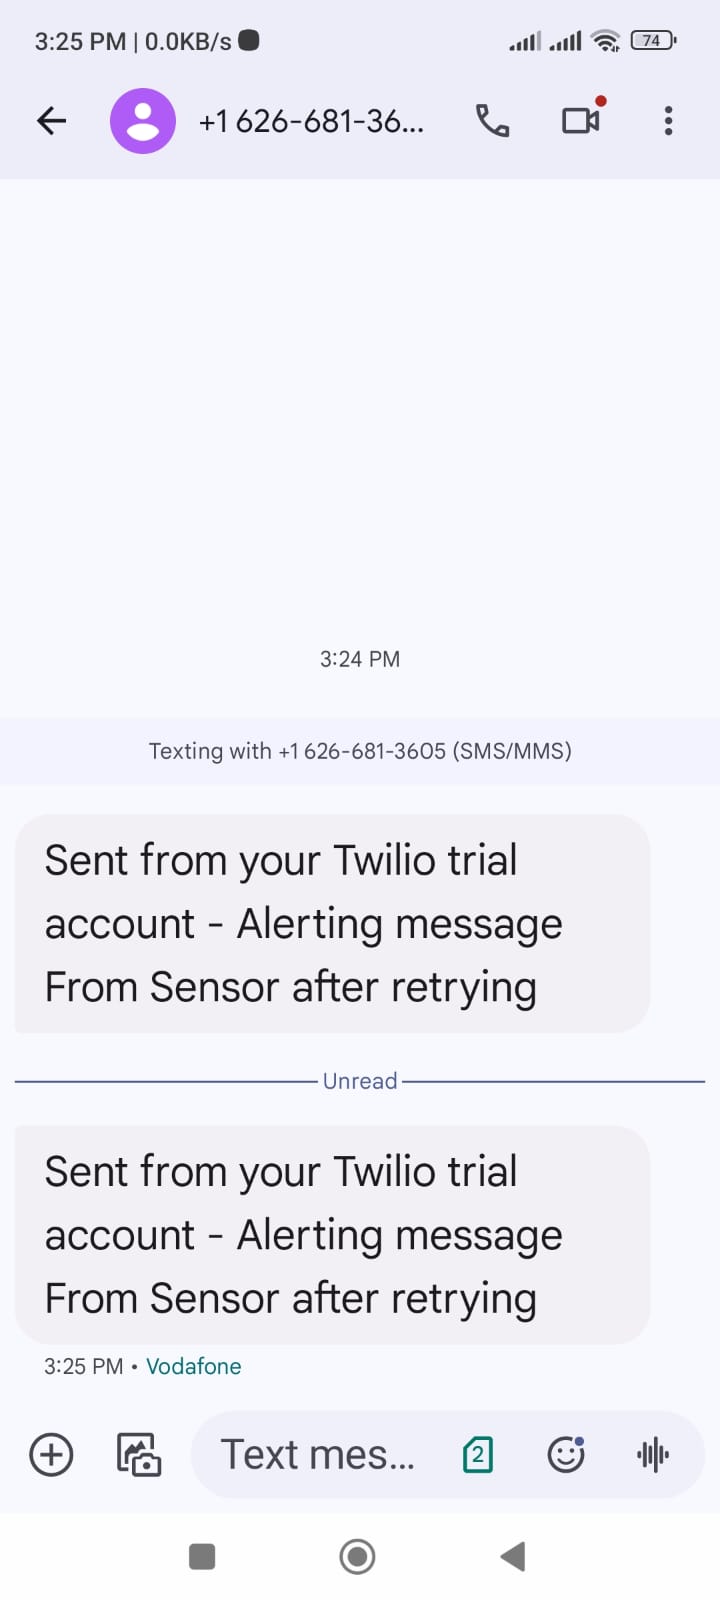 3:25 PM | 0.0KB/s
74
+1 626-681-36...
3:24 PM
Texting with +1 626-681-3605 (SMS/MMS)
Sent from your Twilio trial
account - Alerting message
From Sensor after retrying
Unread
Sent from your Twilio trial
account - Alerting message
From Sensor after retrying
3:25 PM • Vodafone
Text mes... 2